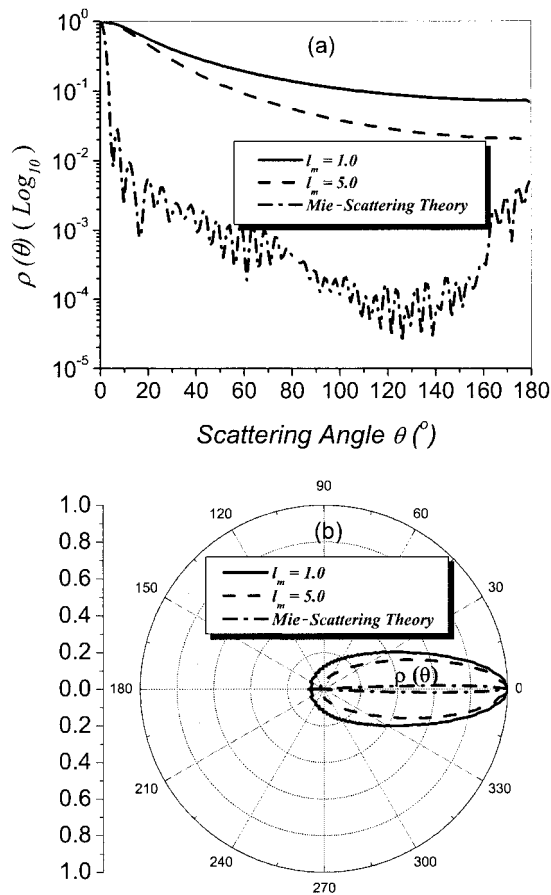 (a)
10^0
10^-1
10^-2
10^-3
10^-4
10^-5
ρ (θ) ( Log_10 )
l_m = 1.0
l_m = 5.0
Mie-Scattering Theory
0 20 40 60 80 100 120 140 160 180
Scattering Angle θ (°)
(b)
1.0
0.8
0.6
0.4
0.2
0.0
0.2
0.4
0.6
0.8
1.0
90
120 60
150 30
180 0
210 330
240 300
270
l_m = 1.0
l_m = 5.0
Mie-Scattering Theory
ρ (θ)